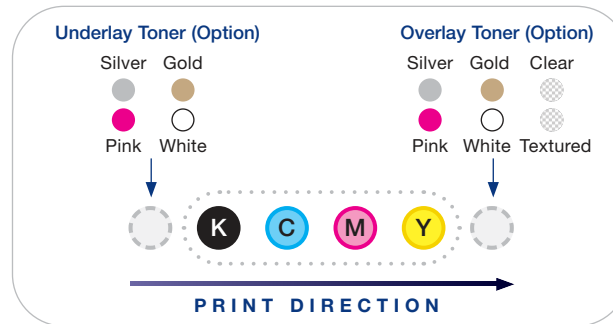 Underlay Toner (Option)
Silver Gold
Pink White
Overlay Toner (Option)
Silver Gold Clear
Pink White Textured
K C M Y
PRINT DIRECTION